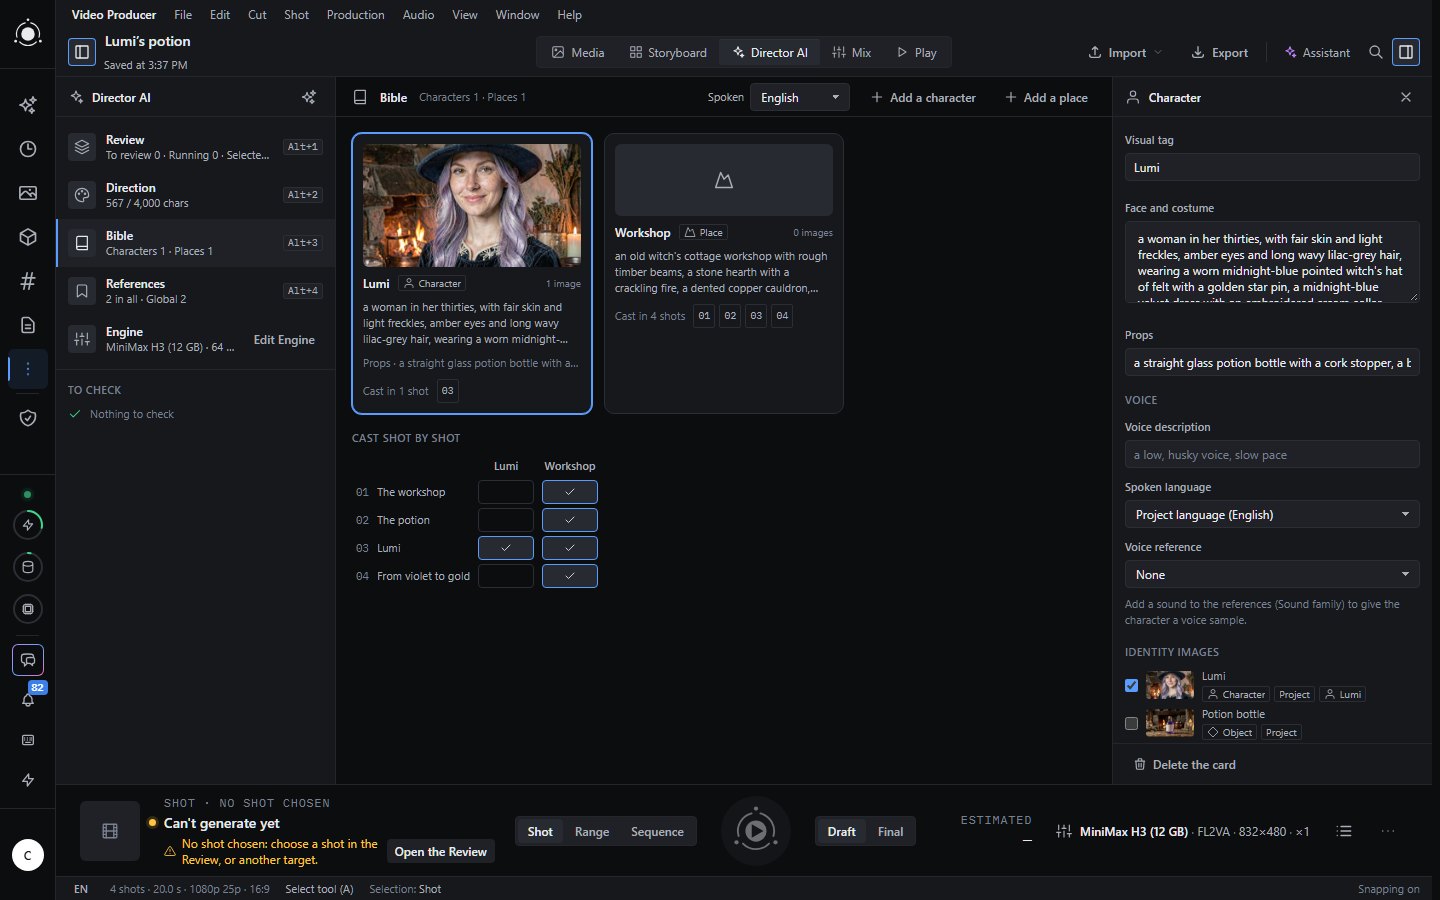 Video Producer File Edit Cut Shot Production Audio View Window Help
Lumi's potion
Saved at 3:37 PM
Media Storyboard Director AI Mix Play
Import Export Assistant
Director AI
Review
To review 0 · Running 0 · Selecte...
Alt+1
Direction
567 / 4,000 chars
Alt+2
Bible
Characters 1 · Places 1
Alt+3
References
2 in all · Global 2
Alt+4
Engine
MiniMax H3 (12 GB) · 64 ...
Edit Engine
TO CHECK
Nothing to check
82
C
Bible Characters 1 · Places 1
Spoken English Add a character Add a place
Lumi Character 1 image
a woman in her thirties, with fair skin and
light freckles, amber eyes and long wavy
lilac-grey hair, wearing a worn midnight-...
Props · a straight glass potion bottle with a...
Cast in 1 shot 03
Workshop Place 0 images
an old witch's cottage workshop with rough
timber beams, a stone hearth with a
crackling fire, a dented copper cauldron,...
Cast in 4 shots 01 02 03 04
CAST SHOT BY SHOT
Lumi Workshop
01 The workshop
02 The potion
03 Lumi
04 From violet to gold
Character
Visual tag
Lumi
Face and costume
a woman in her thirties, with fair skin and light
freckles, amber eyes and long wavy lilac-grey hair,
wearing a worn midnight-blue pointed witch's hat
of felt with a golden star pin, a midnight-blue
velvet dress with an embroidered cream collar
Props
a straight glass potion bottle with a cork stopper, a b
VOICE
Voice description
a low, husky voice, slow pace
Spoken language
Project language (English)
Voice reference
None
Add a sound to the references (Sound family) to give the
character a voice sample.
IDENTITY IMAGES
Lumi
Character Project Lumi
Potion bottle
Object Project
Delete the card
SHOT · NO SHOT CHOSEN
Can't generate yet
No shot chosen: choose a shot in the
Review, or another target.
Open the Review
Shot Range Sequence
Draft Final
ESTIMATED
—
MiniMax H3 (12 GB) · FL2VA · 832×480 · ×1
EN 4 shots · 20.0 s · 1080p 25p · 16:9 Select tool (A) Selection: Shot
Snapping on